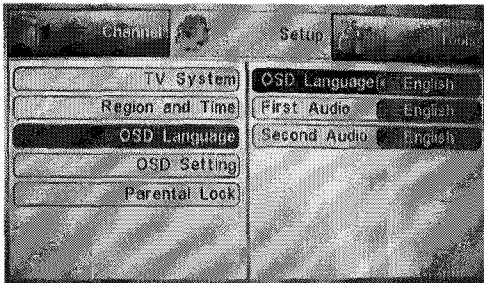 Channel Setup Tools
TV System
Region and Time
OSD Language
OSD Setting
Parental Lock
OSD Language English
First Audio English
Second Audio English